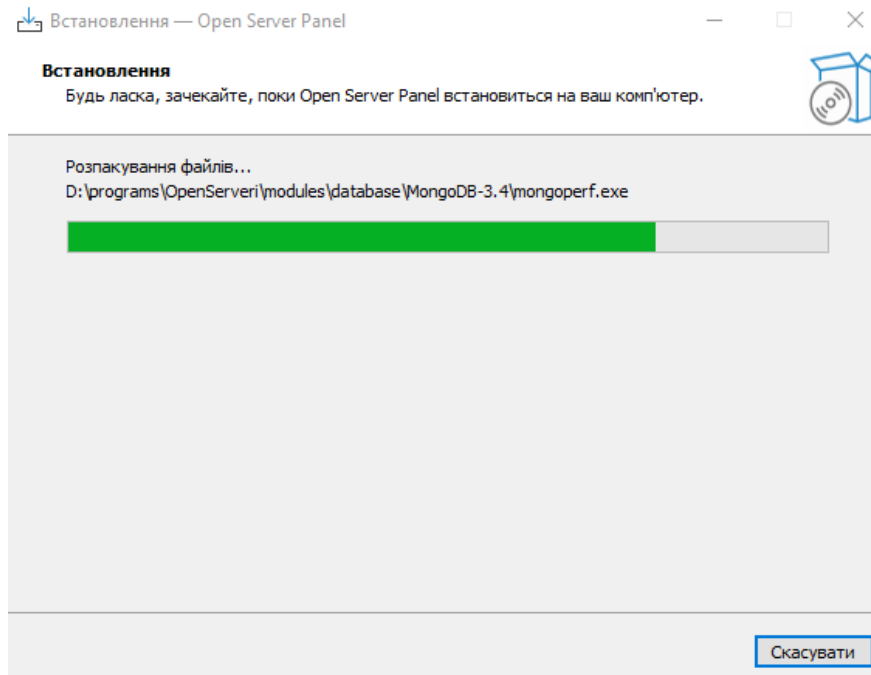 Встановлення — Open Server Panel
Встановлення
Будь ласка, зачекайте, поки Open Server Panel встановиться на ваш комп'ютер.
Розпакування файлів...
D:\programs\OpenServeri\modules\database\MongoDB-3.4\mongoperf.exe
Скасувати